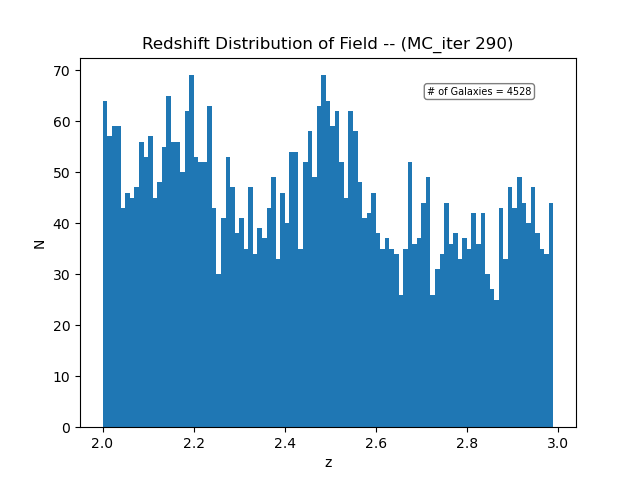 Redshift Distribution of Field -- (MC_iter 290)
# of Galaxies = 4528
70
60
50
40
30
20
10
0
N
2.0 2.2 2.4 2.6 2.8 3.0
z